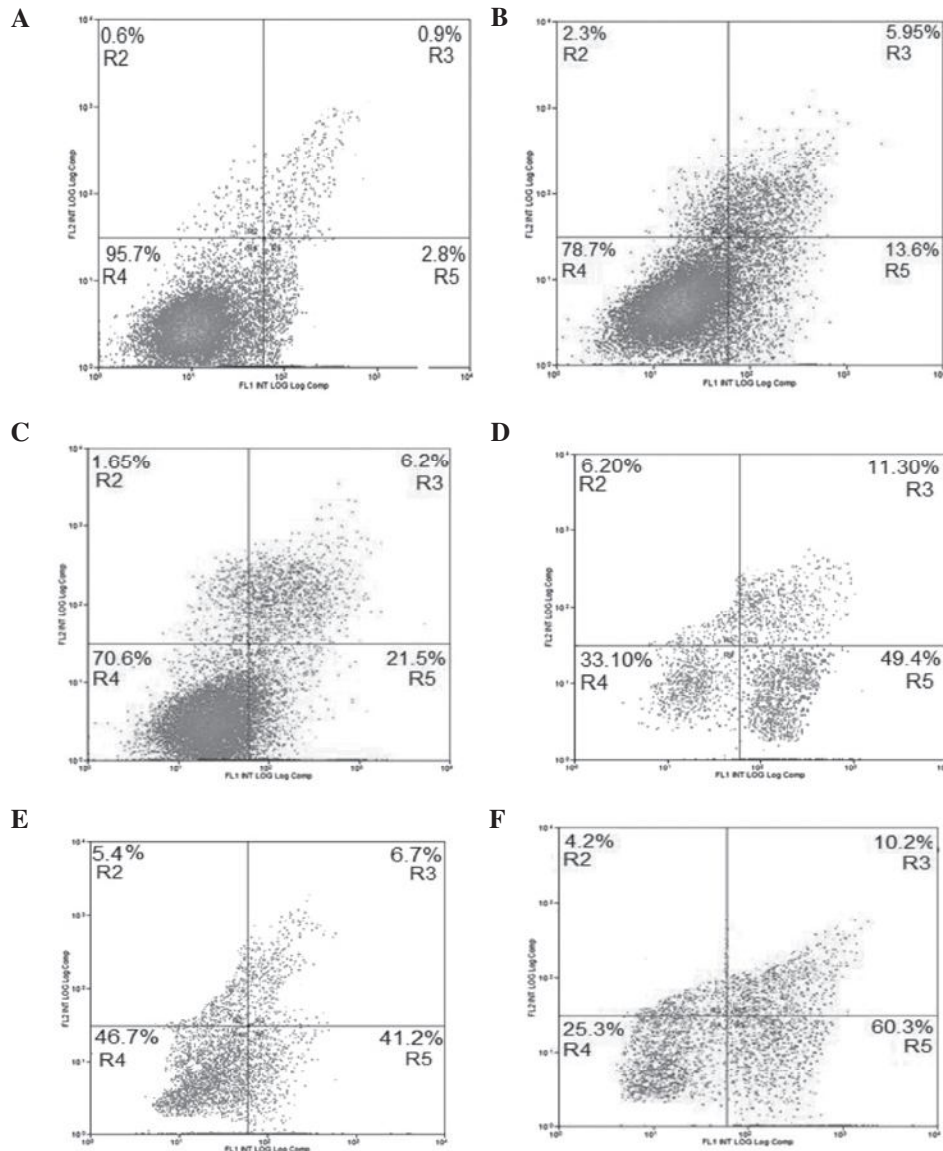 A
0.6%
0.9%
R2
R3
95.7%
2.8%
R4
R5
FL2 INT LOG Log Comp
FL1 INT LOG Log Comp
B
2.3%
5.95%
R2
R3
78.7%
13.6%
R4
R5
FL2 INT LOG Log Comp
FL1 INT LOG Log Comp
C
1.65%
6.2%
R2
R3
70.6%
21.5%
R4
R5
FL2 INT LOG Log Comp
FL1 INT LOG Log Comp
D
6.20%
11.30%
R2
R3
33.10%
49.4%
R4
R5
FL2 INT LOG Log Comp
FL1 INT LOG Log Comp
E
5.4%
6.7%
R2
R3
46.7%
41.2%
R4
R5
FL2 INT LOG Log Comp
FL1 INT LOG Log Comp
F
4.2%
10.2%
R2
R3
25.3%
60.3%
R4
R5
FL2 INT LOG Log Comp
FL1 INT LOG Log Comp